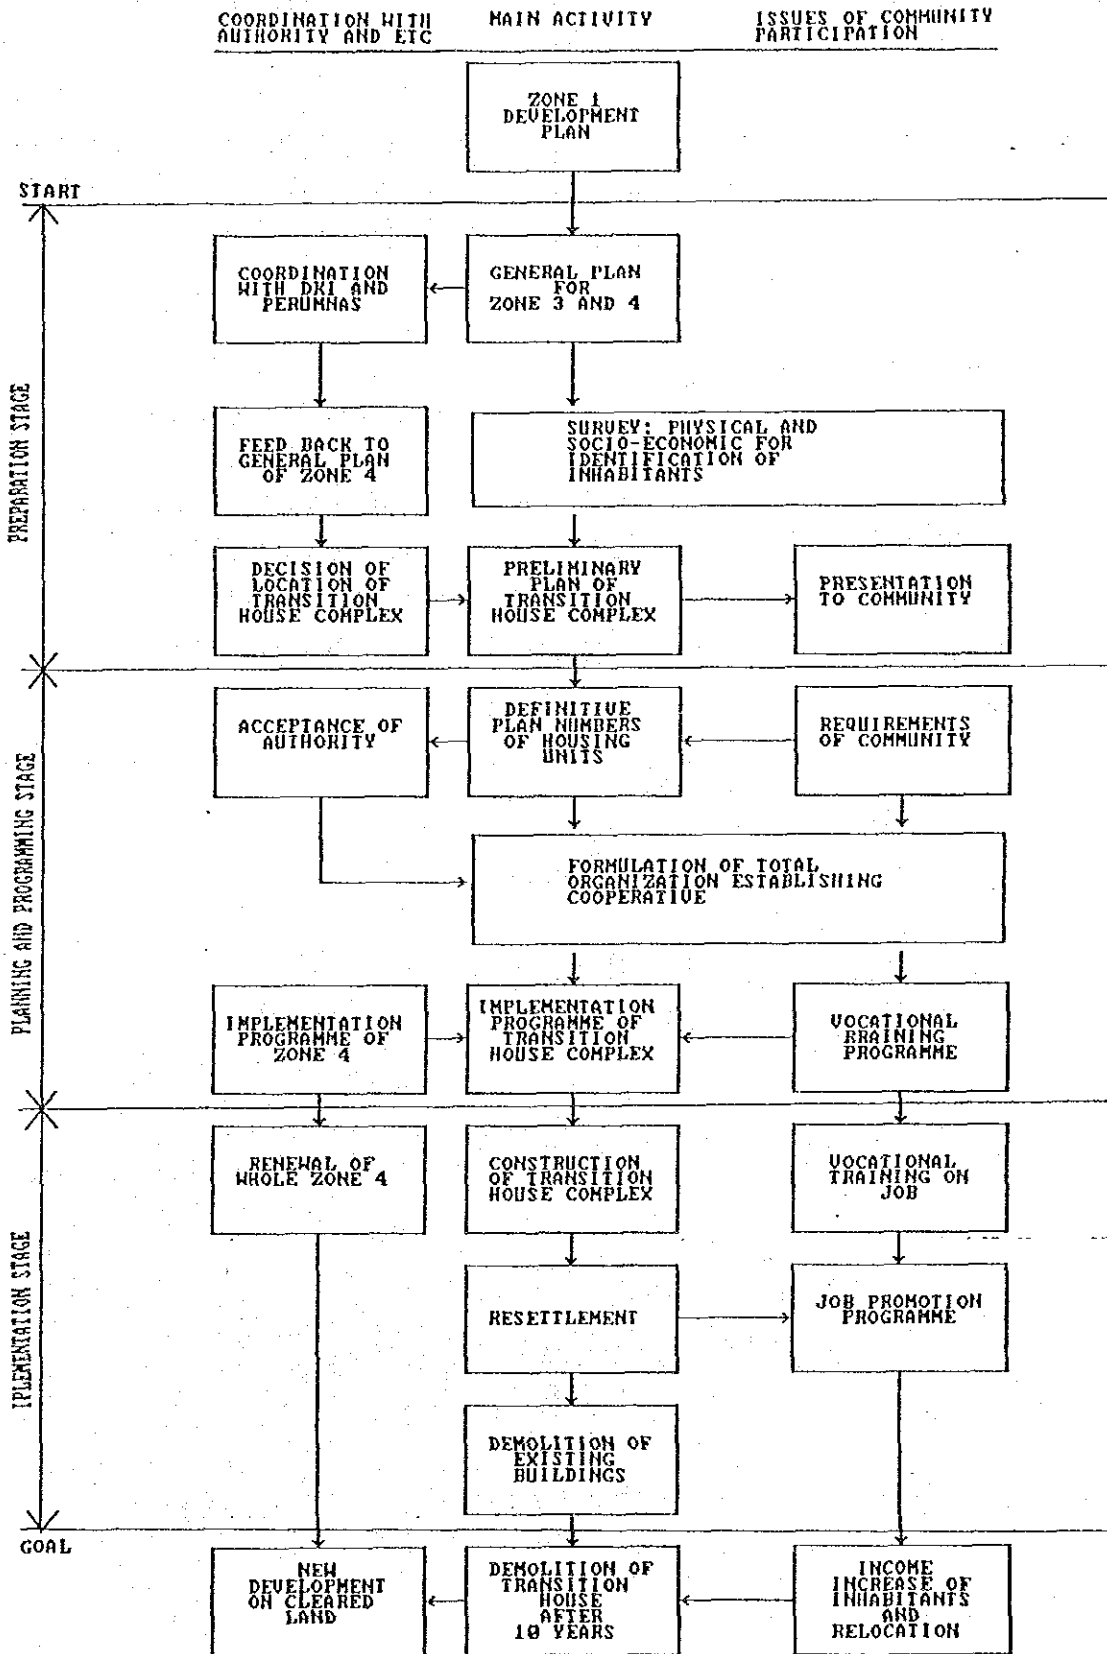 COORDINATION WITH
AUTHORITY AND ETC
MAIN ACTIVITY
ISSUES OF COMMUNITY
PARTICIPATION
ZONE 1
DEVELOPMENT
PLAN
START
PREPARATION STAGE
COORDINATION
WITH DKI AND
PERUMNAS
GENERAL PLAN
FOR
ZONE 3 AND 4
FEED BACK TO
GENERAL PLAN
OF ZONE 4
SURVEY: PHYSICAL AND
SOCIO-ECONOMIC FOR
IDENTIFICATION OF
INHABITANTS
DECISION OF
LOCATION OF
TRANSITION
HOUSE COMPLEX
PRELIMINARY
PLAN OF
TRANSITION
HOUSE COMPLEX
PRESENTATION
TO COMMUNITY
PLANNING AND PROGRAMMING STAGE
ACCEPTANCE OF
AUTHORITY
DEFINITIVE
PLAN NUMBERS
OF HOUSING
UNITS
REQUIREMENTS
OF COMMUNITY
FORMULATION OF TOTAL
ORGANIZATION ESTABLISHING
COOPERATIVE
IMPLEMENTATION
PROGRAMME OF
ZONE 4
IMPLEMENTATION
PROGRAMME OF
TRANSITION
HOUSE COMPLEX
VOCATIONAL
RRAINING
PROGRAMME
IPLEMENTATION STAGE
RENEWAL OF
WHOLE ZONE 4
CONSTRUCTION
OF TRANSITION
HOUSE COMPLEX
VOCATIONAL
TRAINING ON
JOB
RESETTLEMENT
JOB PROMOTION
PROGRAMME
DEMOLITION OF
EXISTING
BUILDINGS
GOAL
NEW
DEVELOPMENT
ON CLEARED
LAND
DEMOLITION OF
TRANSITION
HOUSE
AFTER
10 YEARS
INCOME
INCREASE OF
INHABITANTS
AND
RELOCATION